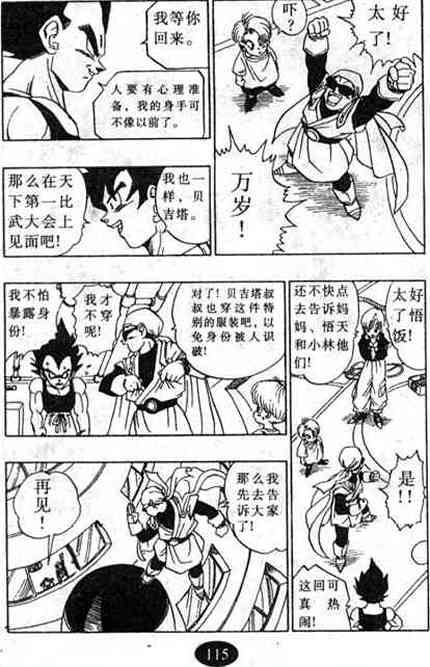 太好
了!
吓?
万岁!
我等你
回来。
人要有心理准
备,我的身手可
不像以前了。
我也一
样,贝
吉塔。
那么在天
下第一比
武大会上
见面吧!
太好
了悟
饭!
还不快点
去告诉妈
妈、悟天
和小林他
们!
是!!
这回可
真热
闹!
对了!贝吉塔叔
叔也穿这件特
别的服装吧,以
免身份被人识
破!
我才
不穿
呢!
我不怕
暴露身
份!
那么我
先去告
诉大家
了!
再见!
115